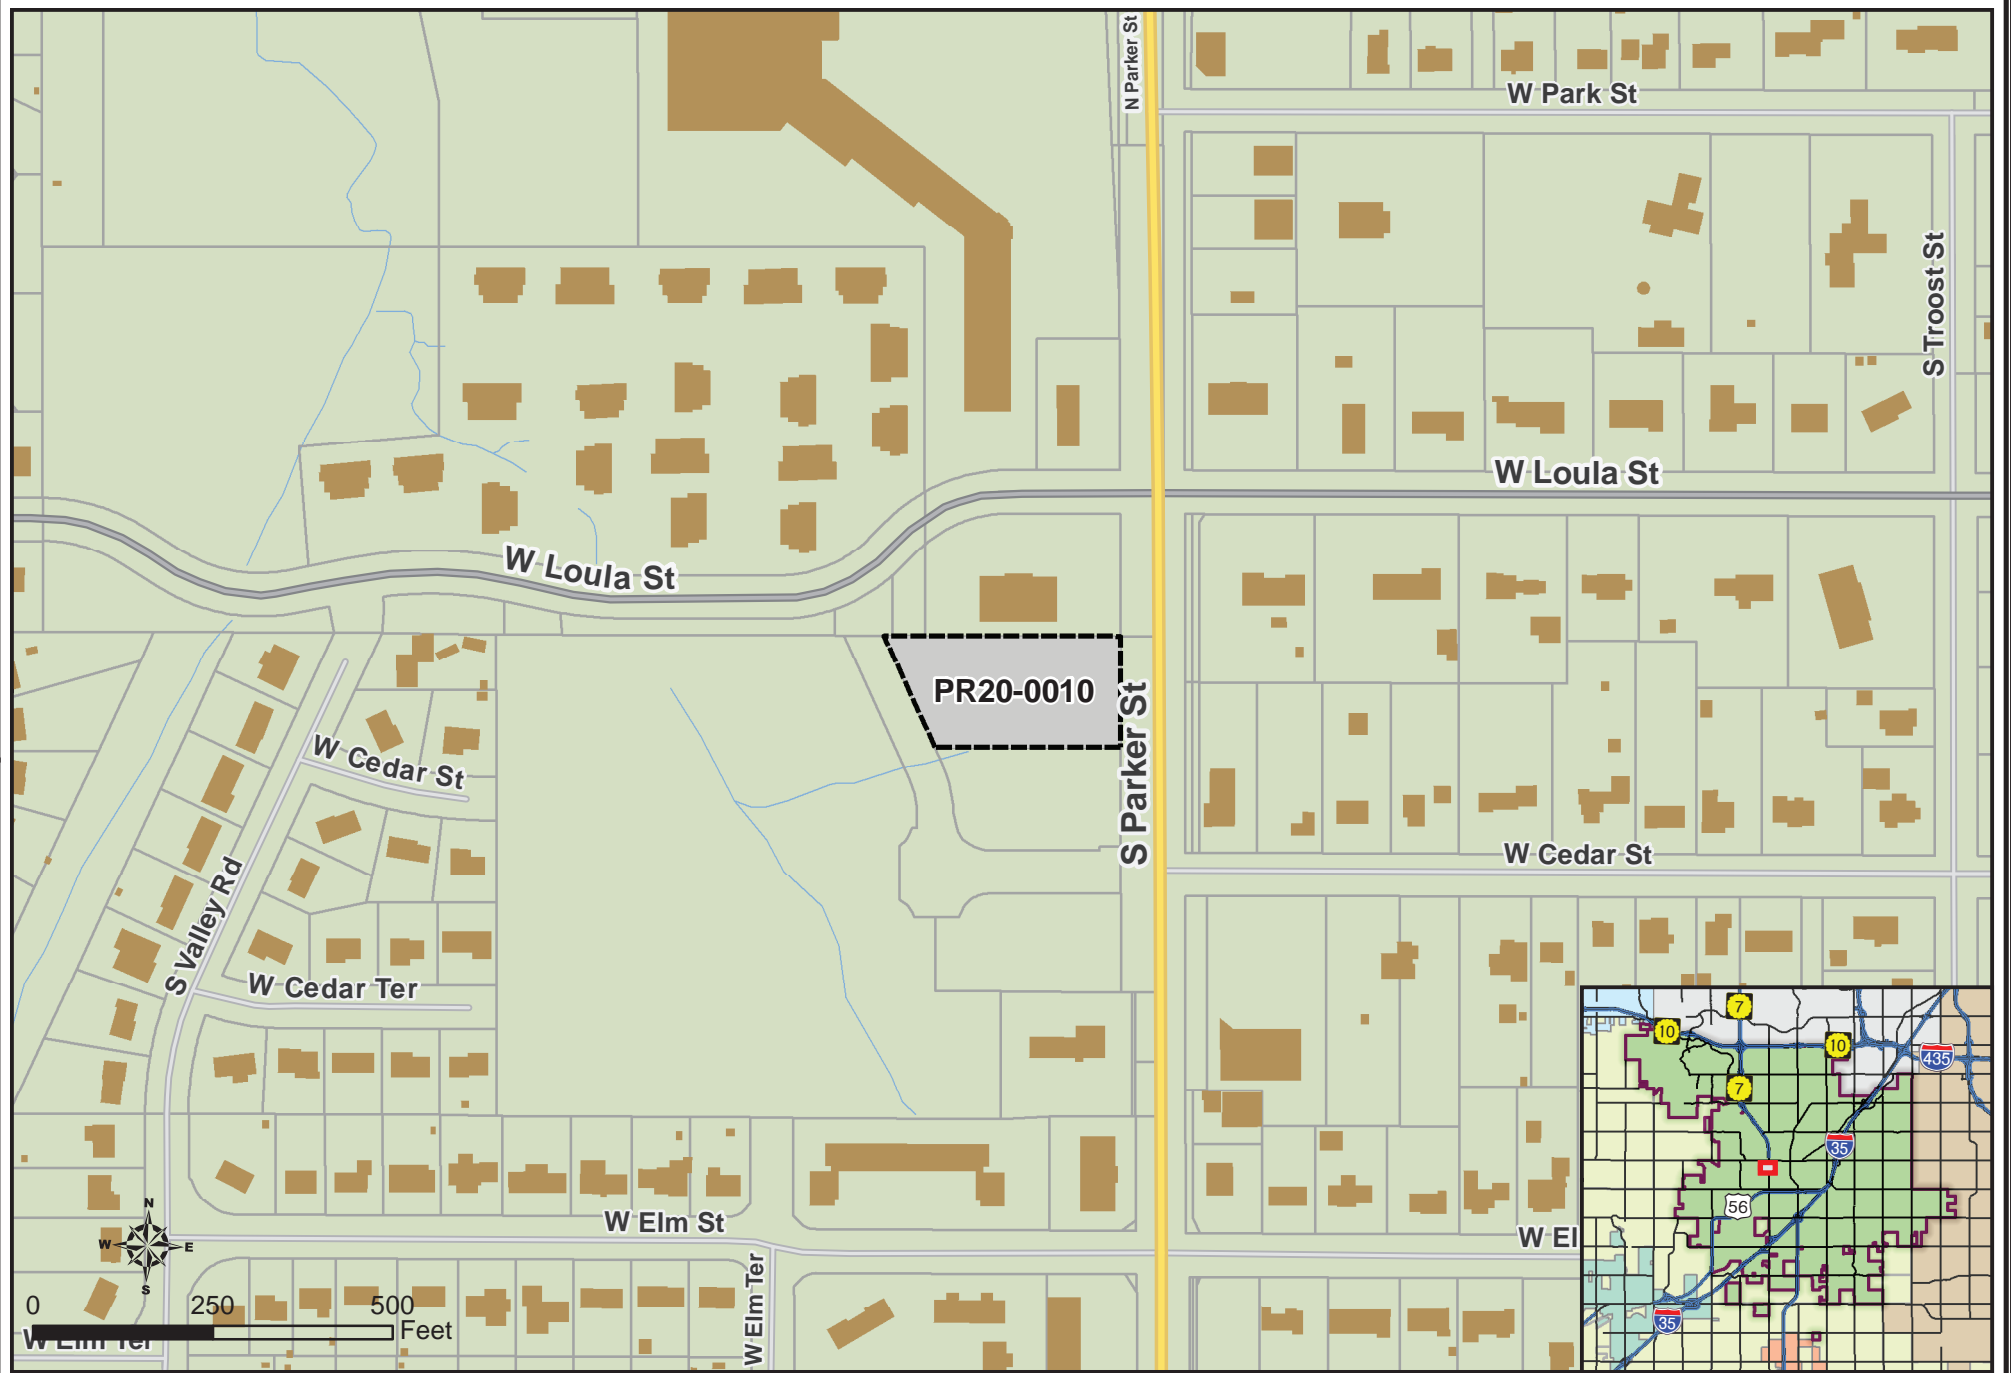 N Parker St
W Park St
S Troost St
W Loula St
W Loula St
PR20-0010
S Parker St
W Cedar St
W Cedar St
S Valley Rd
W Cedar Ter
7
10
10
435
7
35
56
35
W Elm St
W El
W Elm Ter
N
W
E
S
0
250
500
Feet
W Elm Ter